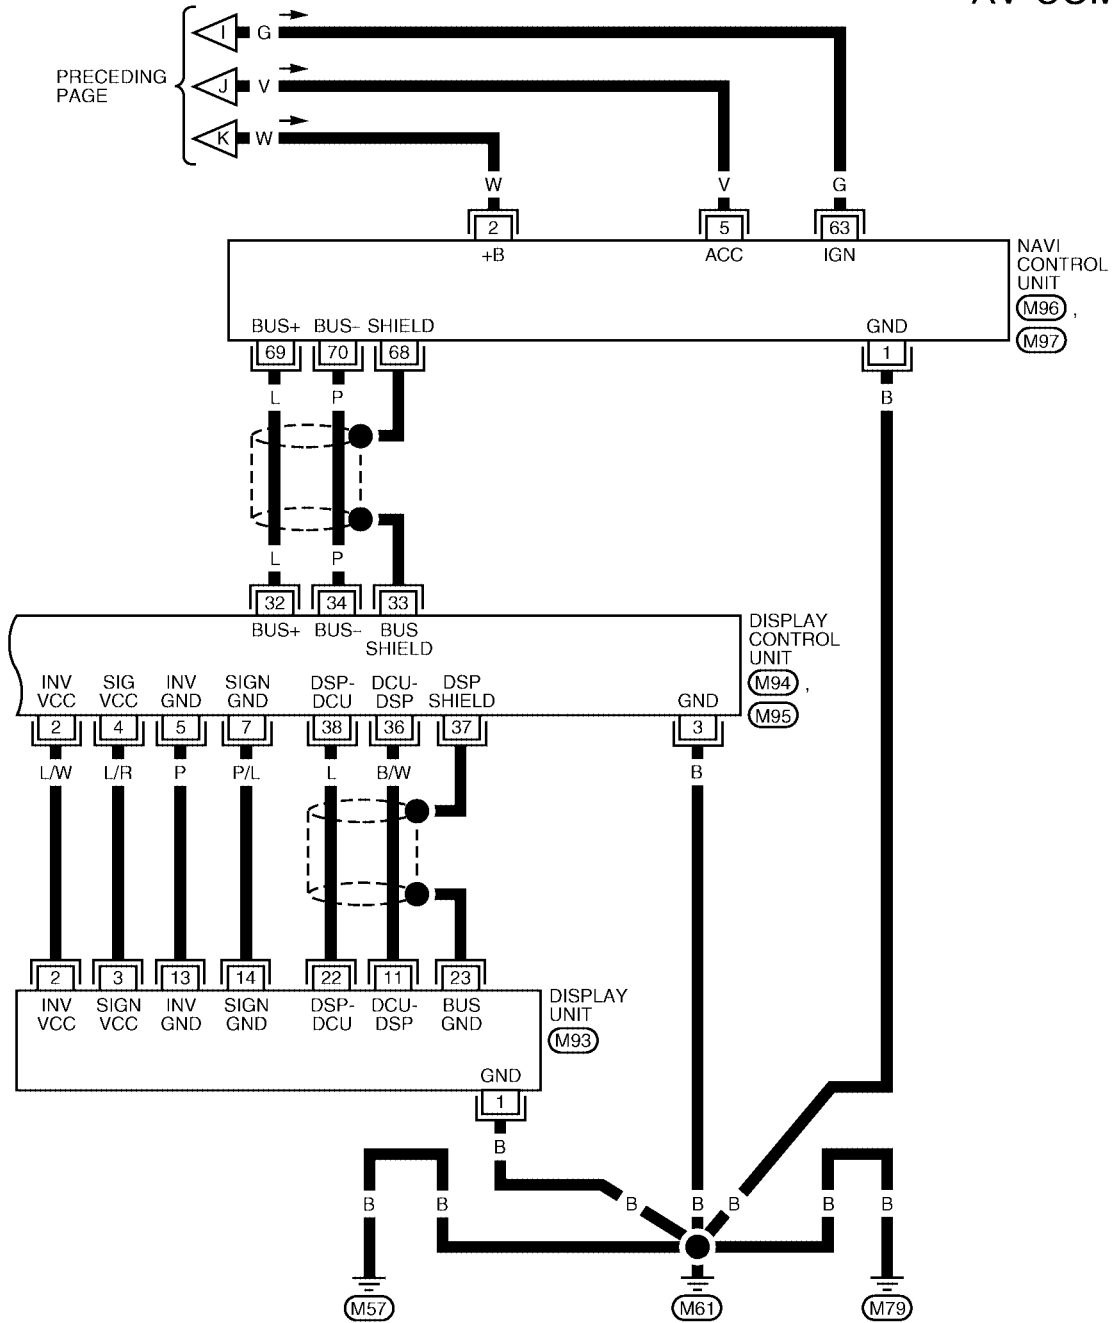 AV COM
I G
PRECEDING
PAGE
J V
K W
W V G
2 5 63
+B ACC IGN
NAVI
CONTROL
UNIT
M96 ,
M97
BUS+ BUS- SHIELD GND
69 70 68 1
L P B
L P
32 34 33
BUS+ BUS- BUS
SHIELD
DISPLAY
CONTROL
UNIT
M94 ,
M95
INV SIG INV SIGN DSP- DCU- DSP
VCC VCC GND GND DCU DSP SHIELD GND
2 4 5 7 38 36 37 3
L/W L/R P P/L L B/W B
2 3 13 14 22 11 23
INV SIGN INV SIGN DSP- DCU- BUS
VCC VCC GND GND DCU DSP GND
DISPLAY
UNIT
M93
GND
1
B
B B B B B B B
M57 M61 M79